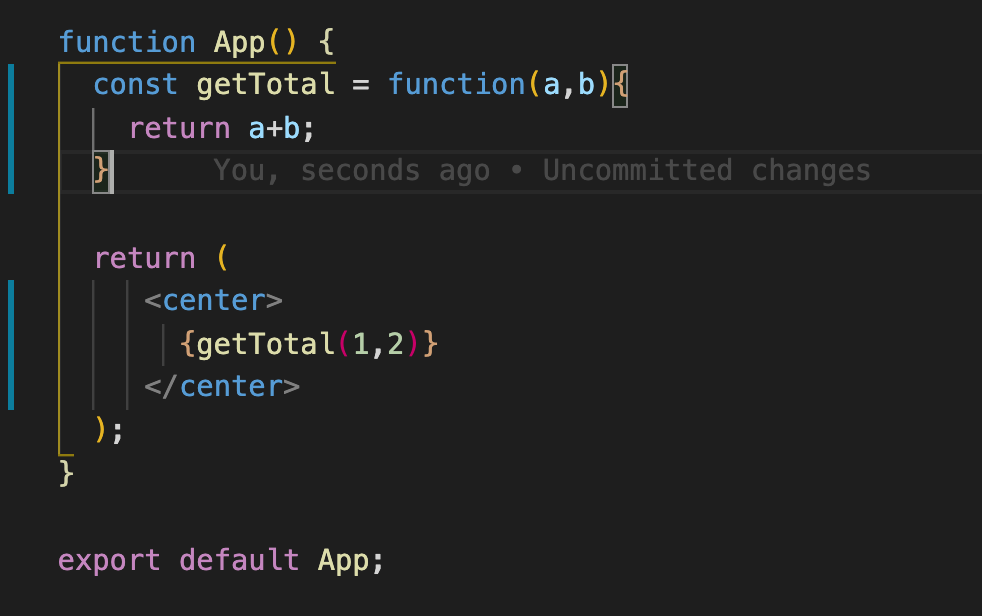 function App() {
  const getTotal = function(a,b){
    return a+b;
  }      You, seconds ago • Uncommitted changes

  return (
     <center>
       {getTotal(1,2)}
     </center>
  );
}

export default App;